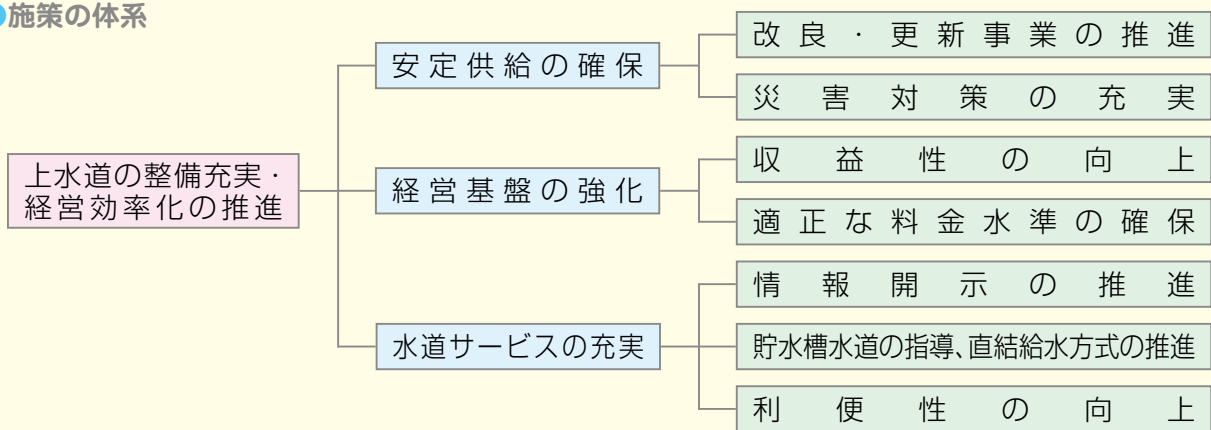 施策の体系
上水道の整備充実・
経営効率化の推進
安定供給の確保
改良・更新事業の推進
災害対策の充実
経営基盤の強化
収益性の向上
適正な料金水準の確保
水道サービスの充実
情報開示の推進
貯水槽水道の指導、直結給水方式の推進
利便性の向上